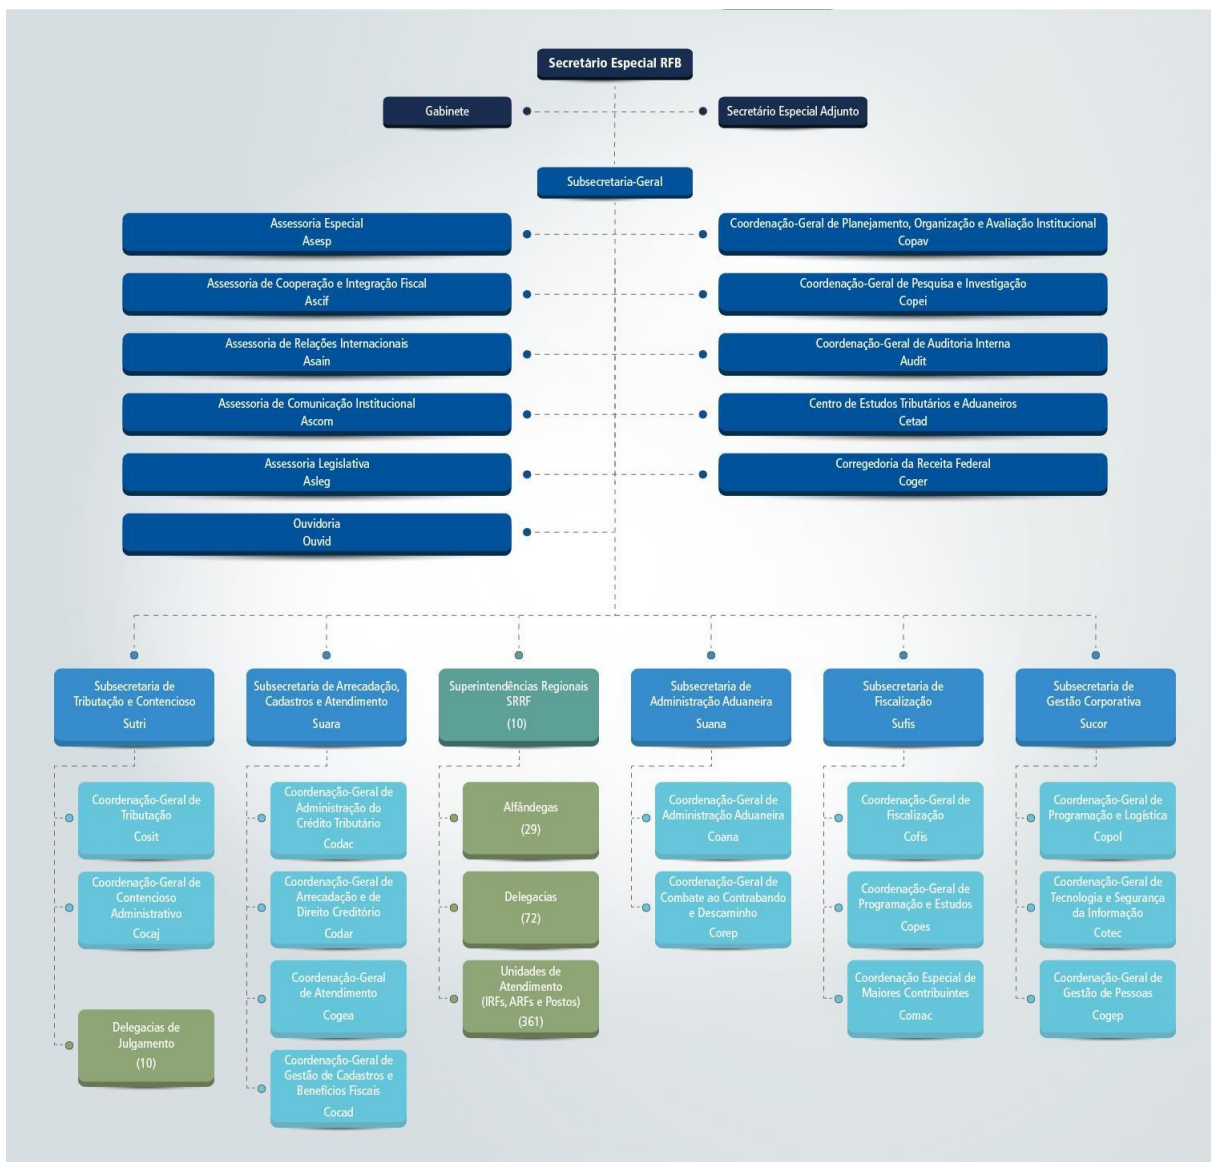 Secretário Especial RFB
Gabinete
Secretário Especial Adjunto
Subsecretaria-Geral
Assessoria Especial
Asesp
Coordenação-Geral de Planejamento, Organização e Avaliação Institucional
Copav
Assessoria de Cooperação e Integração Fiscal
Ascif
Coordenação-Geral de Pesquisa e Investigação
Copei
Assessoria de Relações Internacionais
Asain
Coordenação-Geral de Auditoria Interna
Audit
Assessoria de Comunicação Institucional
Ascom
Centro de Estudos Tributários e Aduaneiros
Cetad
Assessoria Legislativa
Asleg
Corregedoria da Receita Federal
Coger
Ouvidoria
Ouvid
Subsecretaria de
Tributação e Contencioso
Sutri
Coordenação-Geral de
Tributação
Cosit
Coordenação-Geral de
Contencioso
Administrativo
Cocaj
Delegacias de
Julgamento
(10)
Subsecretaria de Arrecadação,
Cadastros e Atendimento
Suara
Coordenação-Geral de
Administração do
Crédito Tributário
Codac
Coordenação-Geral de
Arrecadação e de
Direito Creditório
Codar
Coordenação-Geral
de Atendimento
Cogea
Coordenação-Geral de
Gestão de Cadastros e
Benefícios Fiscais
Cocad
Superintendências Regionais
SRRF
(10)
Alfândegas
(29)
Delegacias
(72)
Unidades de
Atendimento
(IRFs, ARFs e Postos)
(361)
Subsecretaria de
Administração Aduaneira
Suana
Coordenação-Geral de
Administração Aduaneira
Coana
Coordenação-Geral de
Combate ao Contrabando
e Descaminho
Corep
Subsecretaria de
Fiscalização
Sufis
Coordenação-Geral de
Fiscalização
Cofis
Coordenação-Geral de
Programação e Estudos
Copes
Coordenação Especial de
Maiores Contribuintes
Comac
Subsecretaria de
Gestão Corporativa
Sucor
Coordenação-Geral de
Programação e Logística
Copol
Coordenação-Geral de
Tecnologia e Segurança
da Informação
Cotec
Coordenação-Geral de
Gestão de Pessoas
Cogep